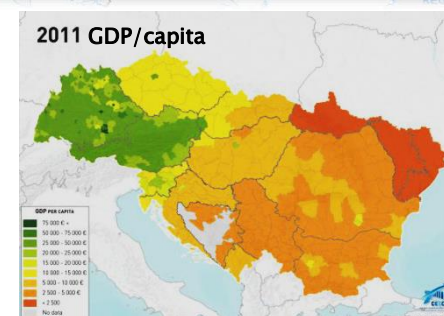 2011 GDP/capita
GDP PER CAPITA
75 000 € +
50 000 - 75 000 €
25 000 - 50 000 €
20 000 - 25 000 €
15 000 - 20 000 €
10 000 - 15 000 €
5 000 - 10 000 €
2 500 - 5 000 €
< 2 500
No data